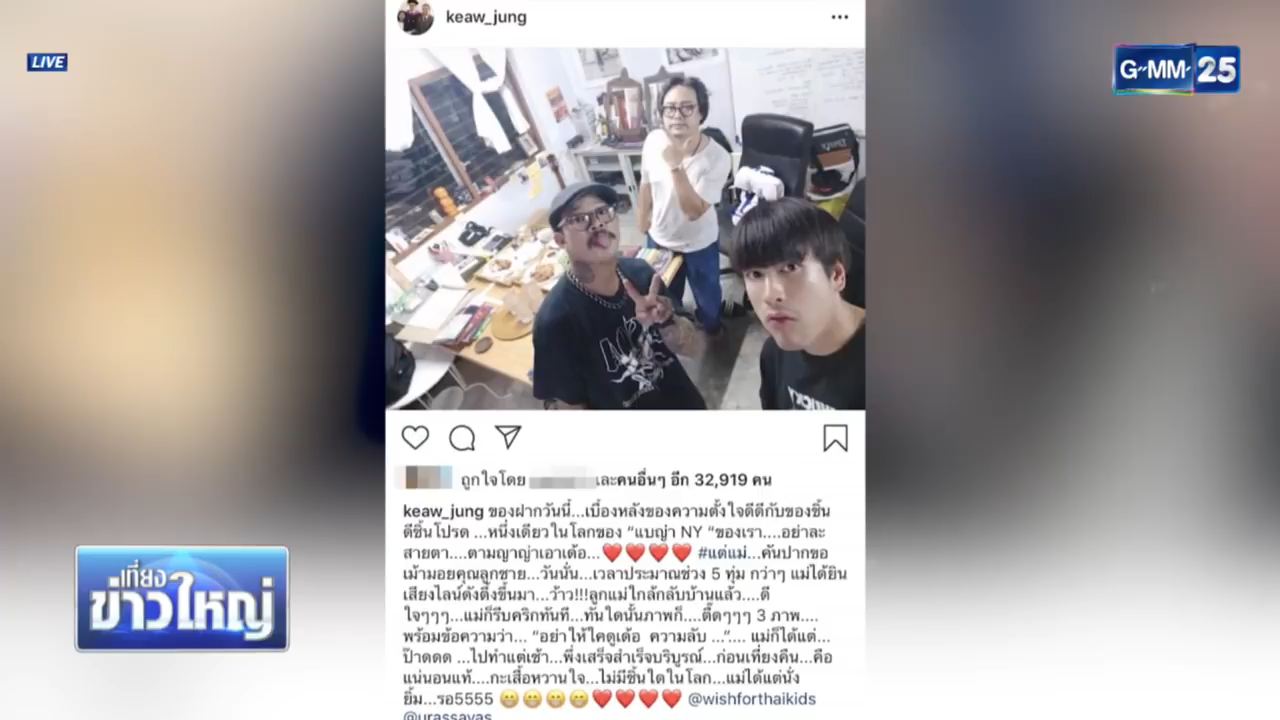 keaw_jung
LIVE
GMM 25
ถูกใจโดย และคนอื่นๆ อีก 32,919 คน
keaw_jung ของฝากวันนี้...เบื้องหลังของความตั้งใจดีดีกับของชิ้น
ดีชิ้นโปรด ...หนึ่งเดียวในโลกของ “แบญ่า NY “ของเรา....อย่าละ
สายตา....ตามญาญ่าเอาเด้อ...❤️❤️❤️❤️ #แต่แม่...คันปากขอ
เม้ามอยคุณลูกชาย...วันนั่น...เวลาประมาณช่วง 5 ทุ่ม กว่าๆ แม่ได้ยิน
เสียงไลน์ดังดึ้งขึ้นมา...ว้าว!!!ลูกแม่ใกล้กลับบ้านแล้ว....ดี
ใจๆๆๆ...แม่ก็รีบคริกทันที...ทันใดนั้นภาพก็....ดึ๊ดๆๆๆ 3 ภาพ....
พร้อมข้อความว่า... “อย่าให้ใคดูเด้อ ความลับ ...”.... แม่ก็ได้แต่...
ป๊าดดด ...ไปทำแต่เช้า...พึ่งเสร็จสำเร็จบริบูรณ์...ก่อนเที่ยงคืน...คือ
แน่นอนแท้....กะเสื้อหวานใจ...ไม่มีชิ้นใดในโลก...แม่ได้แต่นั่ง
ยิ้ม...รอ5555 😁😁😁😁❤️❤️❤️❤️ @wishforthaikids
@urassayas
เที่ยง
ข่าวใหญ่